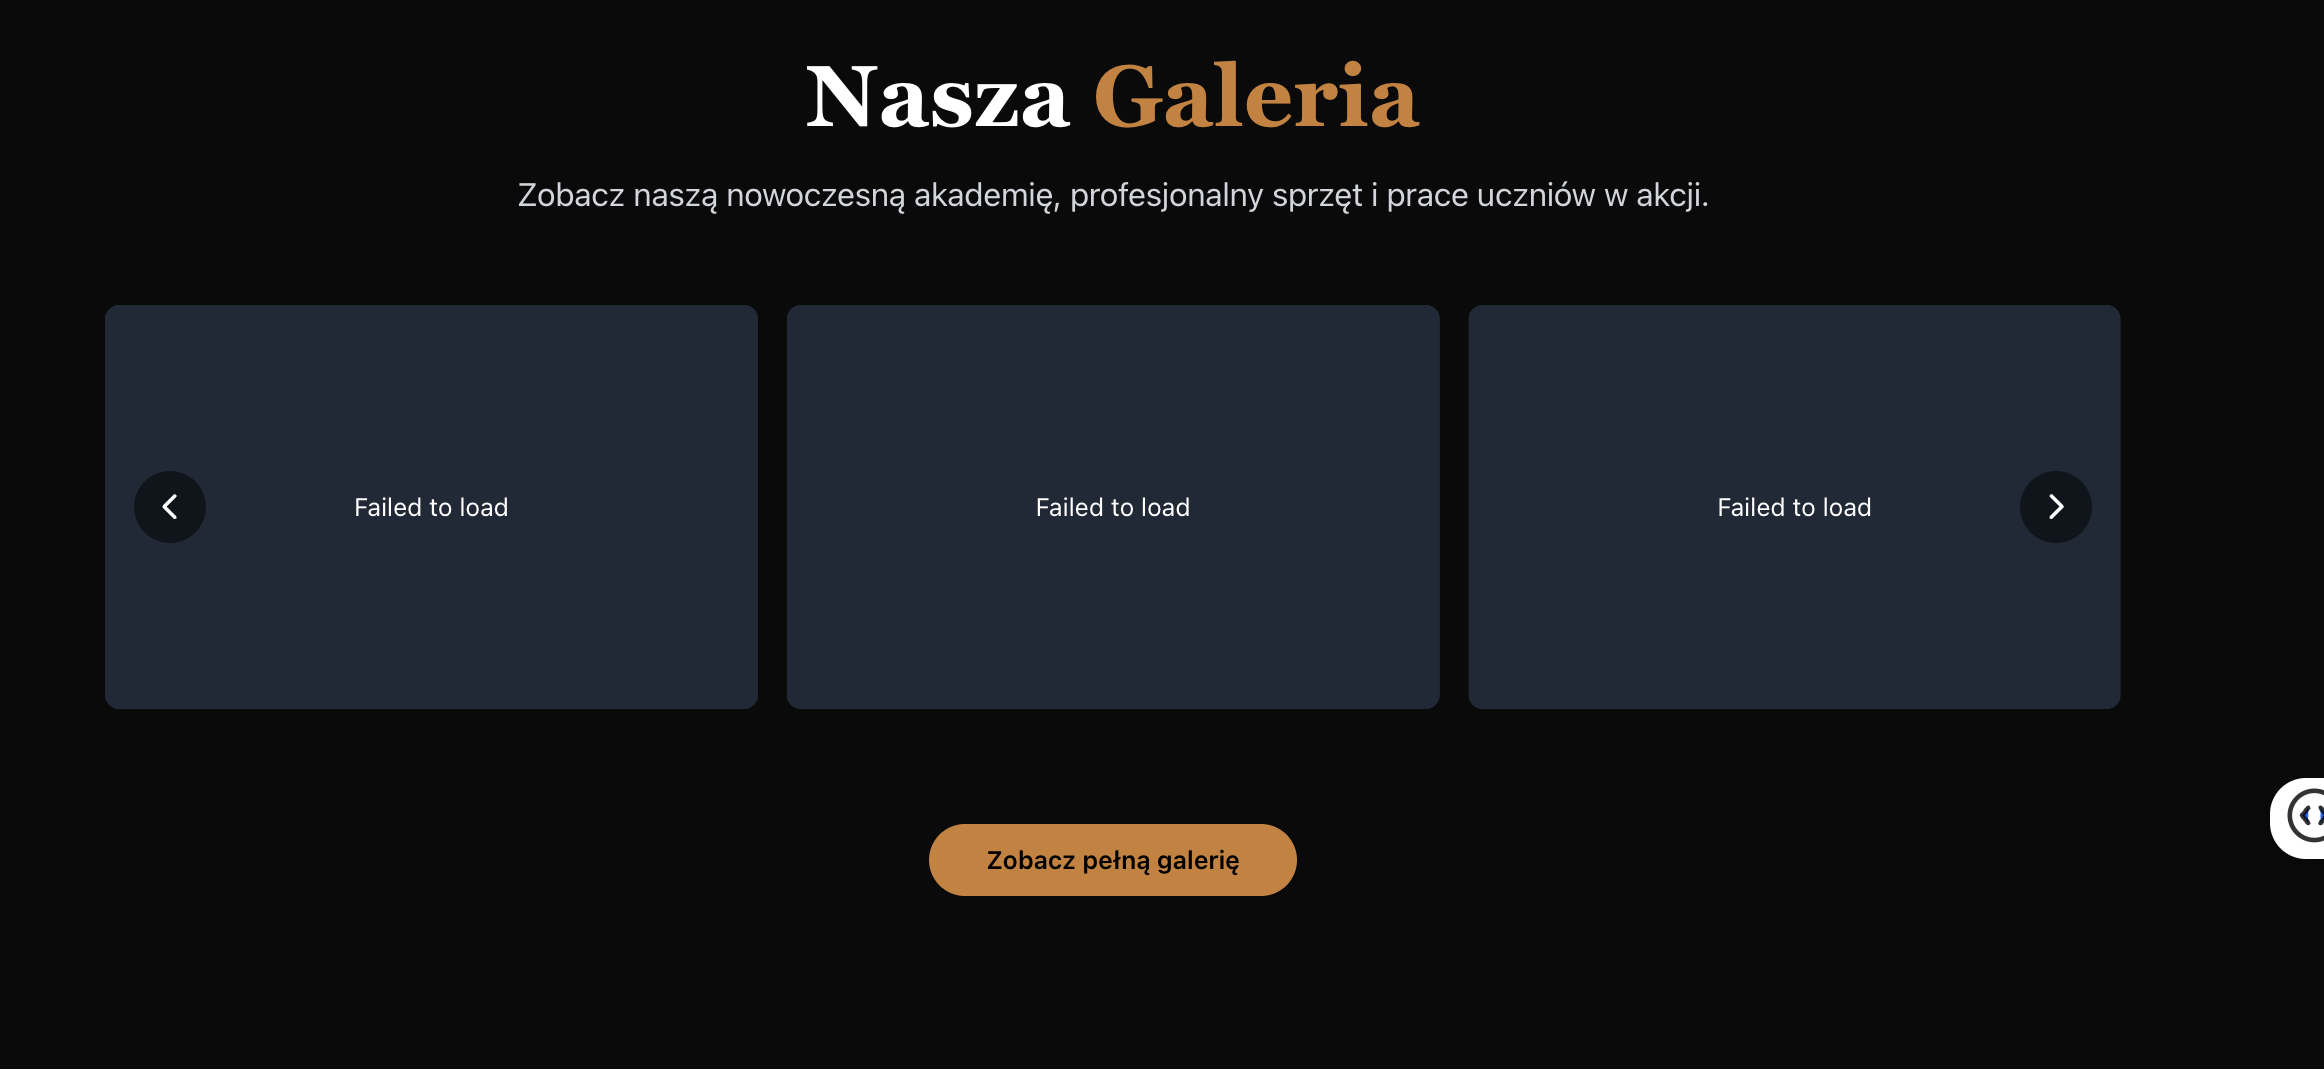 Nasza Galeria
Zobacz naszą nowoczesną akademię, profesjonalny sprzęt i prace uczniów w akcji.
Failed to load
Failed to load
Failed to load
Zobacz pełną galerię